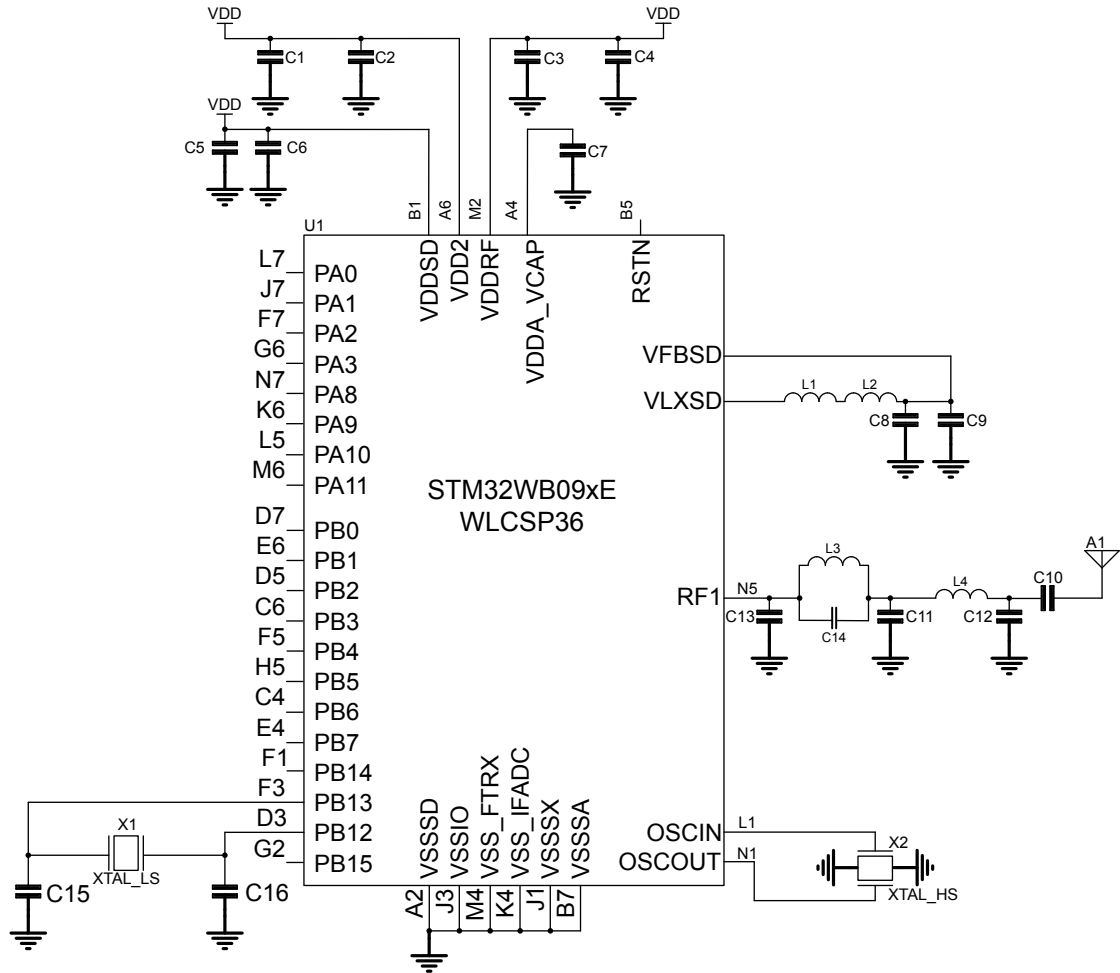 VDD
VDD
C1
C2
C3
C4
VDD
C5
C6
C7
B1
A6
M2
A4
B5
U1
VDDSD
VDD2
VDDRF
VDDA_VCAP
RSTN
L7 PA0
J7 PA1
F7 PA2
G6 PA3
N7 PA8
K6 PA9
L5 PA10
M6 PA11
D7 PB0
E6 PB1
D5 PB2
C6 PB3
F5 PB4
H5 PB5
C4 PB6
E4 PB7
F1 PB14
F3 PB13
D3 PB12
G2 PB15
VFBSD
VLXSD
L1
L2
C8
C9
STM32WB09xE
WLCSP36
RF1
N5
C13
L3
C14
C11
L4
C12
C10
A1
X1
XTAL_LS
C15
C16
VSSSD
VSSIO
VSS_FTRX
VSS_IFADC
VSSSX
VSSSA
A2
J3
M4
K4
J1
B7
OSCIN
L1
OSCOUT
N1
X2
XTAL_HS